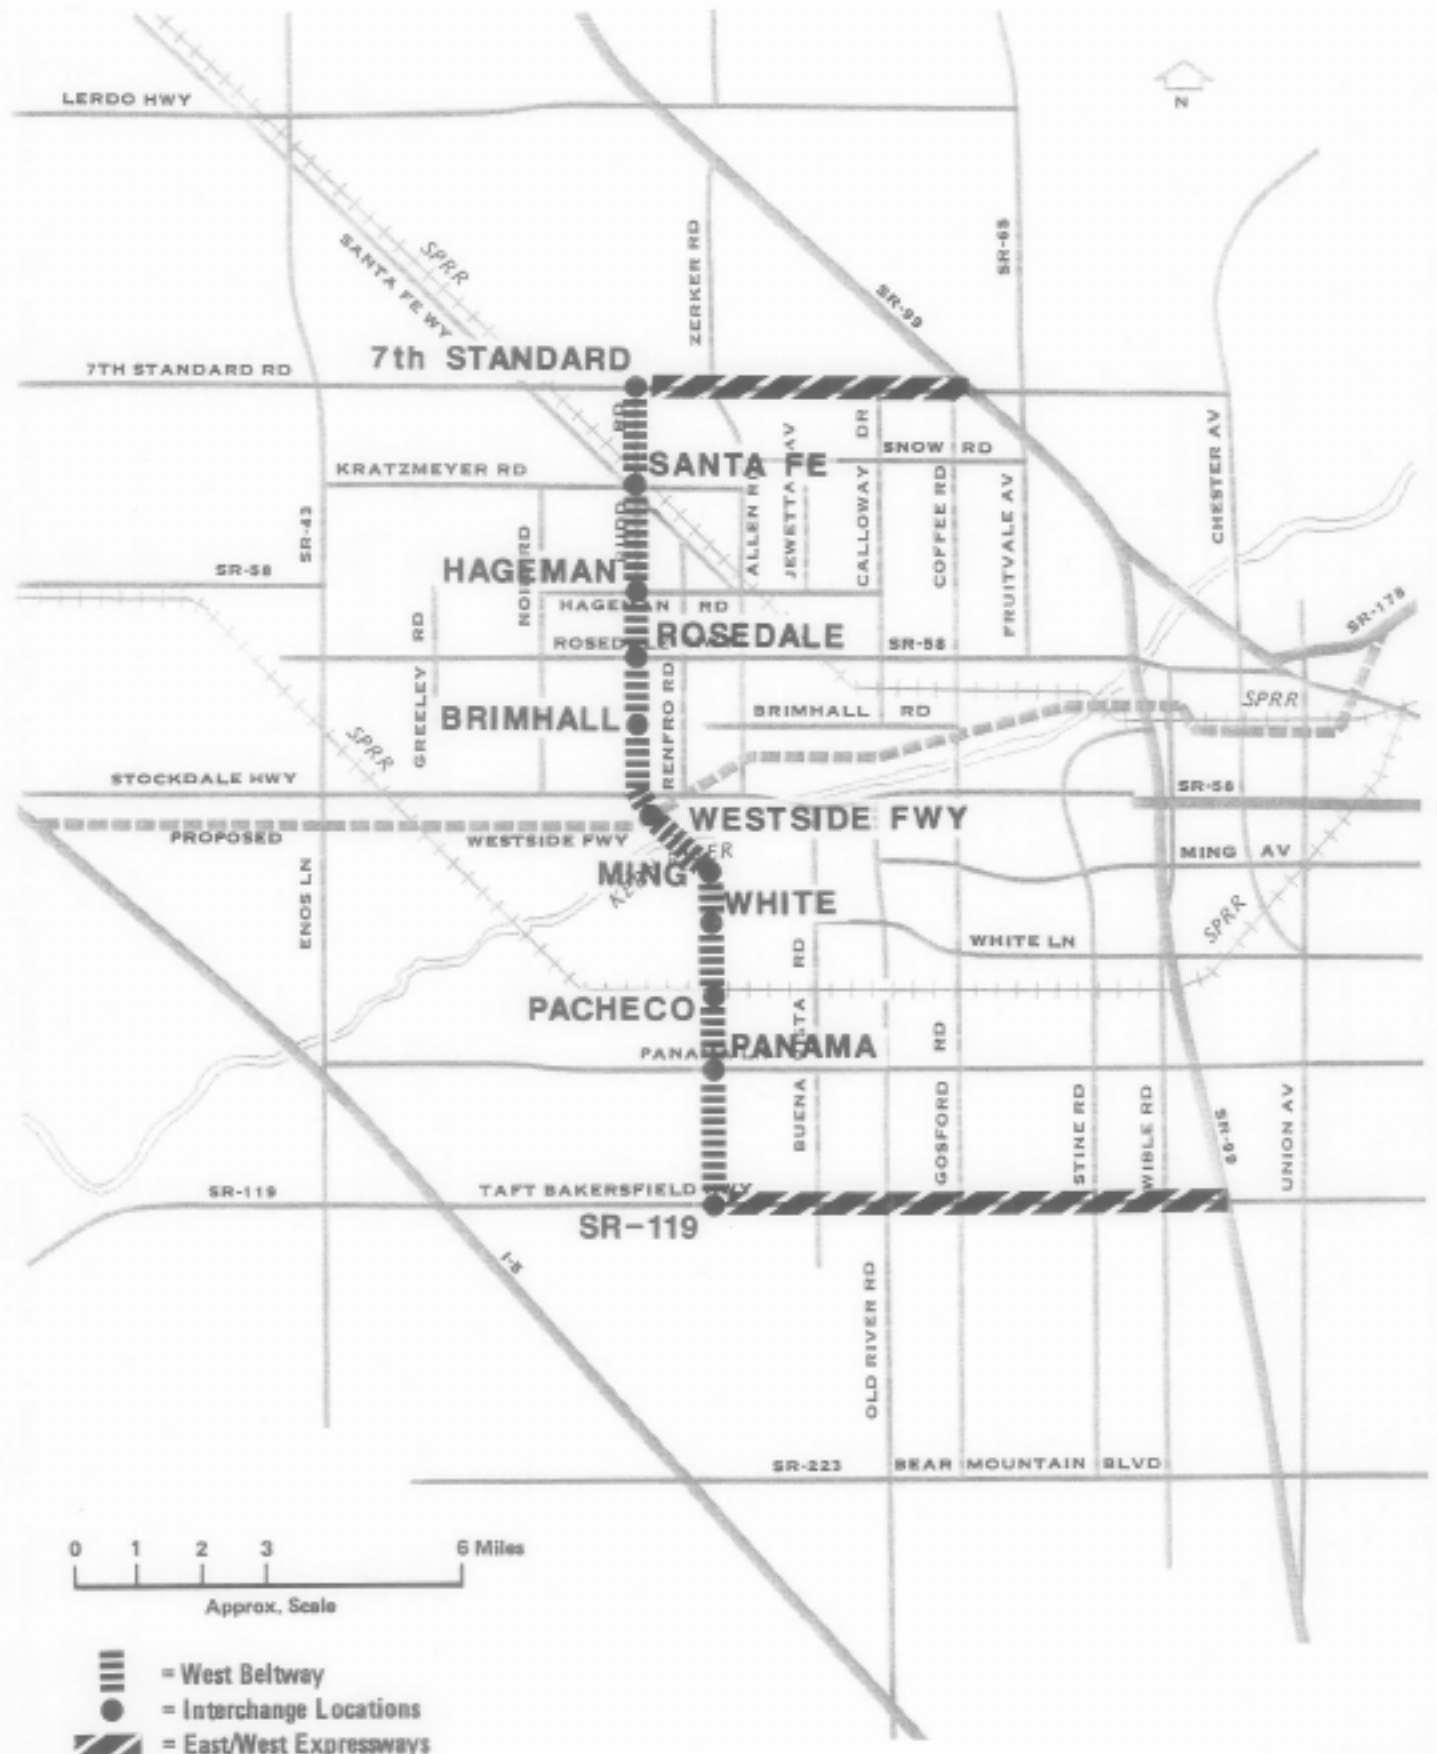 LERDO HWY
N
SANTA FE WY
SPRR
ZERKER RD
SR-65
SR-99
7th STANDARD
7TH STANDARD RD
RD
SNOW RD
CHESTER AV
KRATZMEYER RD
SANTA FE
ALLEN RD
JEWETTA AV
CALLOWAY DR
COFFEE RD
FRUITVALE AV
SR-43
SR-58
HAGEMAN
HAGEMAN RD
SR-178
GREELEY RD
ROSEDALE
SR-58
BRIMHALL
RENFRO RD
BRIMHALL RD
SPRR
SPRR
STOCKDALE HWY
SR-58
PROPOSED WESTSIDE FWY
WESTSIDE FWY
MING AV
MING
WHITE
ENOS LN
SPRR
WHITE LN
PACHECO
BUENA VISTA RD
PANAMA
GOSFORD RD
STINE RD
WIBLE RD
SR-99
UNION AV
SR-119
TAFT BAKERSFIELD HWY
SR-119
I-5
OLD RIVER RD
SR-223 BEAR MOUNTAIN BLVD
0 1 2 3 6 Miles
Approx. Scale
= West Beltway
= Interchange Locations
= East/West Expressways